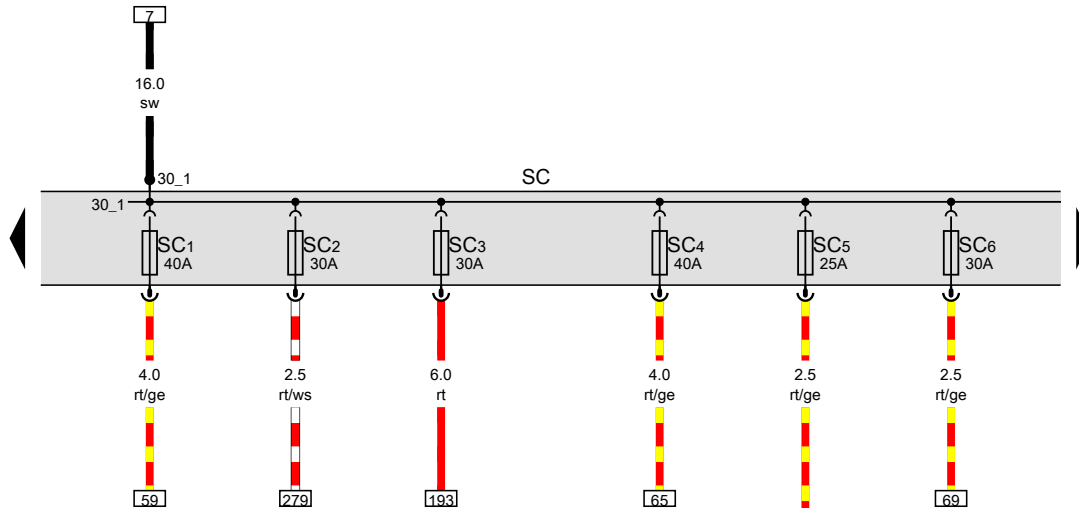 7
16.0
sw
30_1
SC
30_1
SC1
40A
SC2
30A
SC3
30A
SC4
40A
SC5
25A
SC6
30A
4.0
rt/ge
2.5
rt/ws
6.0
rt
4.0
rt/ge
2.5
rt/ge
2.5
rt/ge
59
279
193
65
69